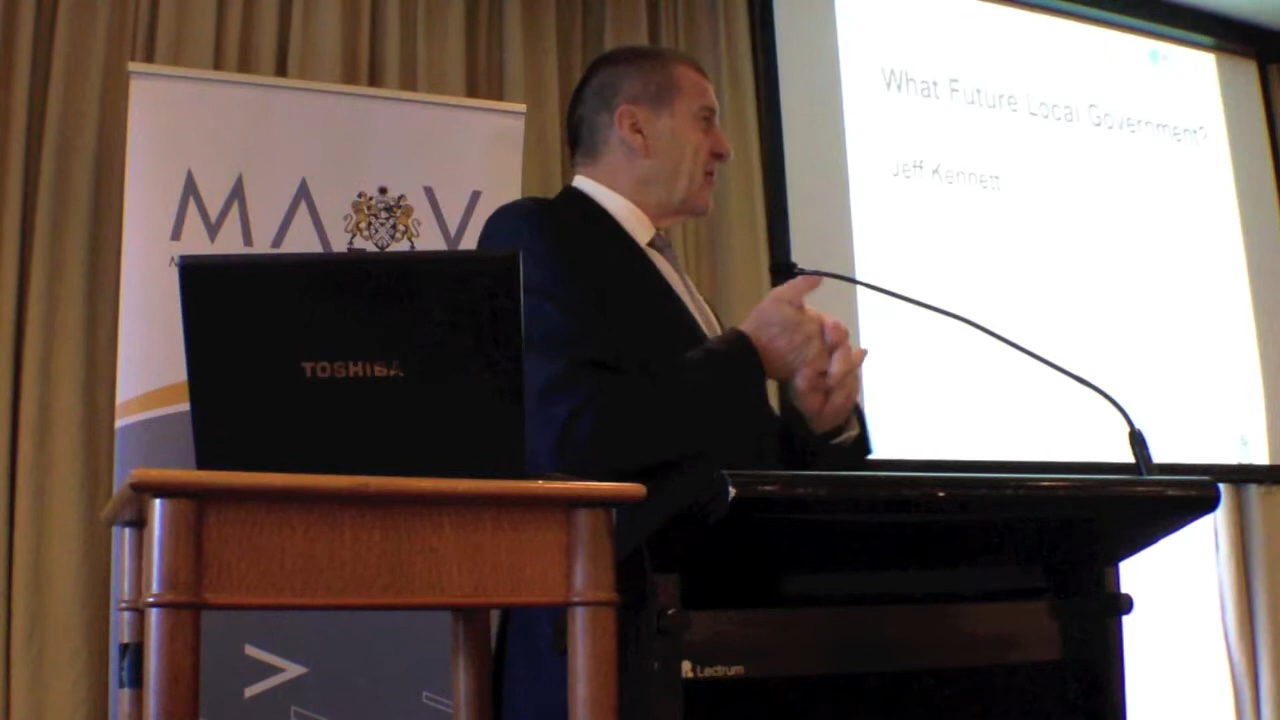 What Future Local Government?
Jeff Kennett
MAV
TOSHIBA
Lectrum